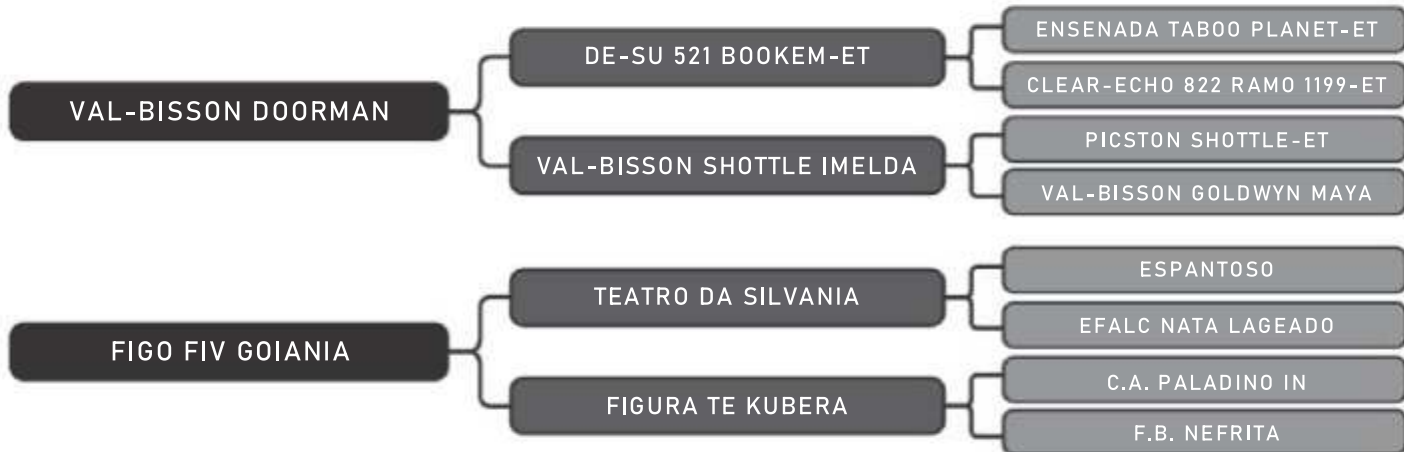 VAL-BISSON DOORMAN
DE-SU 521 BOOKEM-ET
ENSENADA TABOO PLANET-ET
CLEAR-ECHO 822 RAMO 1199-ET
VAL-BISSON SHOTTLE IMELDA
PICSTON SHOTTLE-ET
VAL-BISSON GOLDWYN MAYA
FIGO FIV GOIANIA
TEATRO DA SILVANIA
ESPANTOSO
EFALC NATA LAGEADO
FIGURA TE KUBERA
C.A. PALADINO IN
F.B. NEFRITA